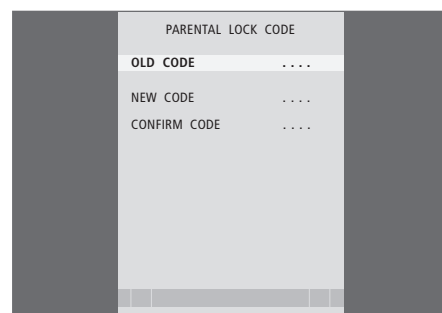 PARENTAL LOCK CODE
OLD CODE ....
NEW CODE ....
CONFIRM CODE ....